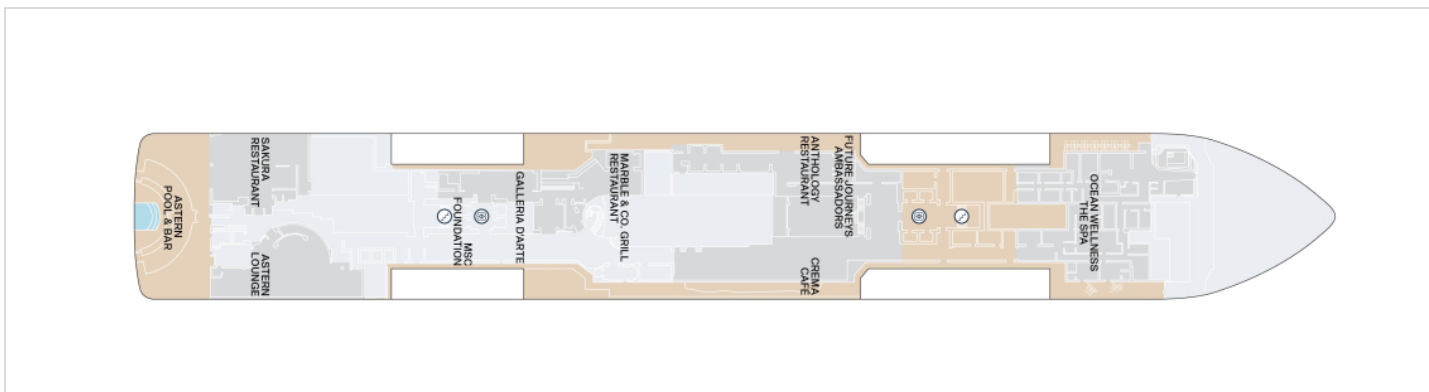 ASTERN
POOL & BAR
SAKURA
RESTAURANT
ASTERN
LOUNGE
MSC
FOUNDATION
GALLERIA D'ARTE
MARBLE & CO. GRILL
RESTAURANT
FUTURE JOURNEYS
AMBASSADORS
ANTHOLOGY
RESTAURANT
CREMA
CAFÉ
OCEAN WELLNESS
THE SPA